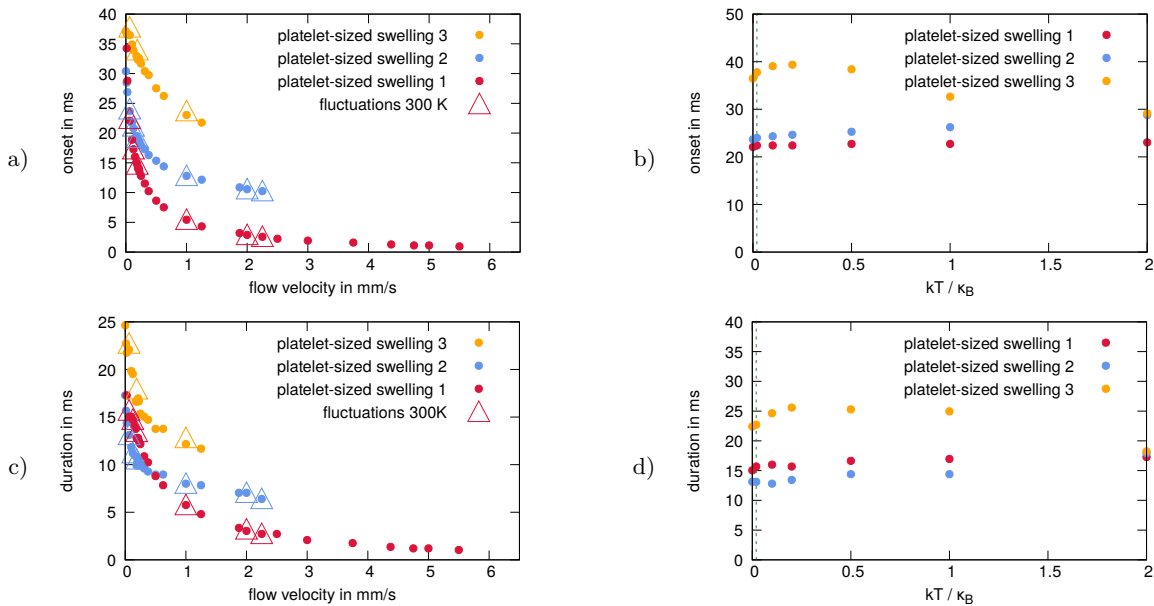 a)
onset in ms
40
35
30
25
20
15
10
5
0
platelet-sized swelling 3
platelet-sized swelling 2
platelet-sized swelling 1
fluctuations 300 K
0 1 2 3 4 5 6
flow velocity in mm/s
b)
onset in ms
50
40
30
20
10
0
platelet-sized swelling 1
platelet-sized swelling 2
platelet-sized swelling 3
0 0.5 1 1.5 2
kT / κB
c)
duration in ms
25
20
15
10
5
0
platelet-sized swelling 3
platelet-sized swelling 2
platelet-sized swelling 1
fluctuations 300K
0 1 2 3 4 5 6
flow velocity in mm/s
d)
duration in ms
40
35
30
25
20
15
10
5
0
platelet-sized swelling 1
platelet-sized swelling 2
platelet-sized swelling 3
0 0.5 1 1.5 2
kT / κB